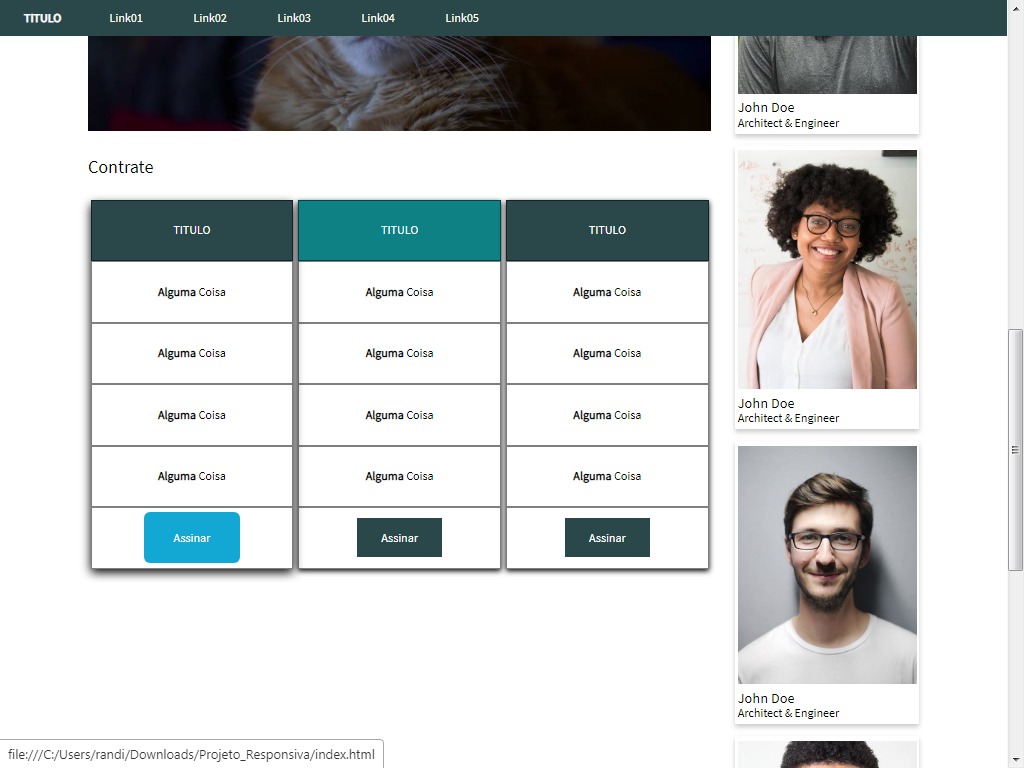 TITULO Link01 Link02 Link03 Link04 Link05
John Doe
Architect & Engineer
Contrate
TITULO TITULO TITULO
Alguma Coisa Alguma Coisa Alguma Coisa
Alguma Coisa Alguma Coisa Alguma Coisa
Alguma Coisa Alguma Coisa Alguma Coisa
Alguma Coisa Alguma Coisa Alguma Coisa
Assinar Assinar Assinar
John Doe
Architect & Engineer
John Doe
Architect & Engineer
file:///C:/Users/randi/Downloads/Projeto_Responsiva/index.html